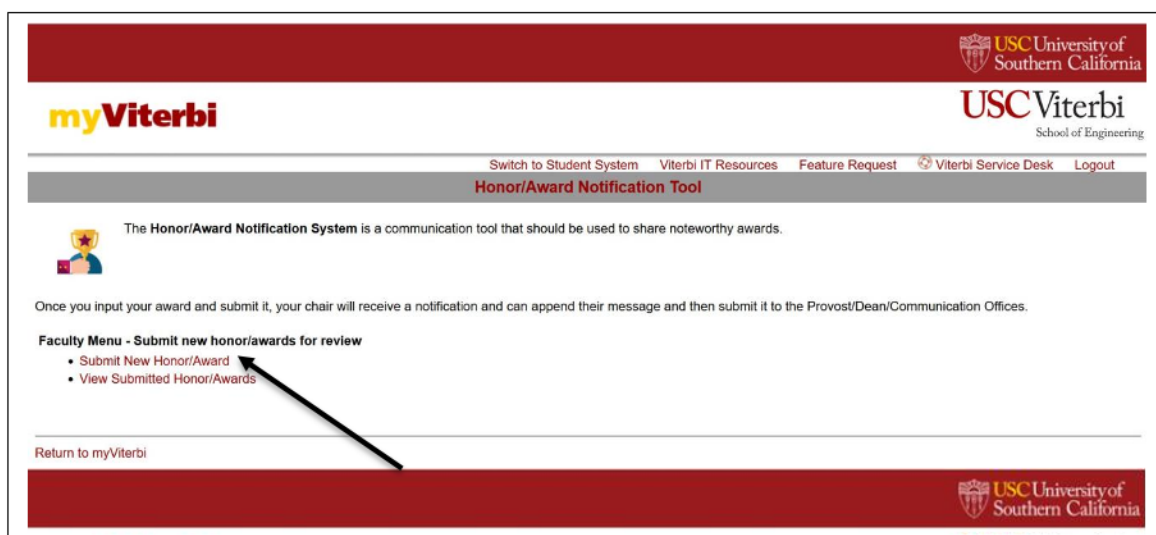 USC University of
Southern California
myViterbi
USC Viterbi
School of Engineering
Switch to Student System Viterbi IT Resources Feature Request Viterbi Service Desk Logout
Honor/Award Notification Tool
The Honor/Award Notification System is a communication tool that should be used to share noteworthy awards.
Once you input your award and submit it, your chair will receive a notification and can append their message and then submit it to the Provost/Dean/Communication Offices.
Faculty Menu - Submit new honor/awards for review
• Submit New Honor/Award
• View Submitted Honor/Awards
Return to myViterbi
USC University of
Southern California